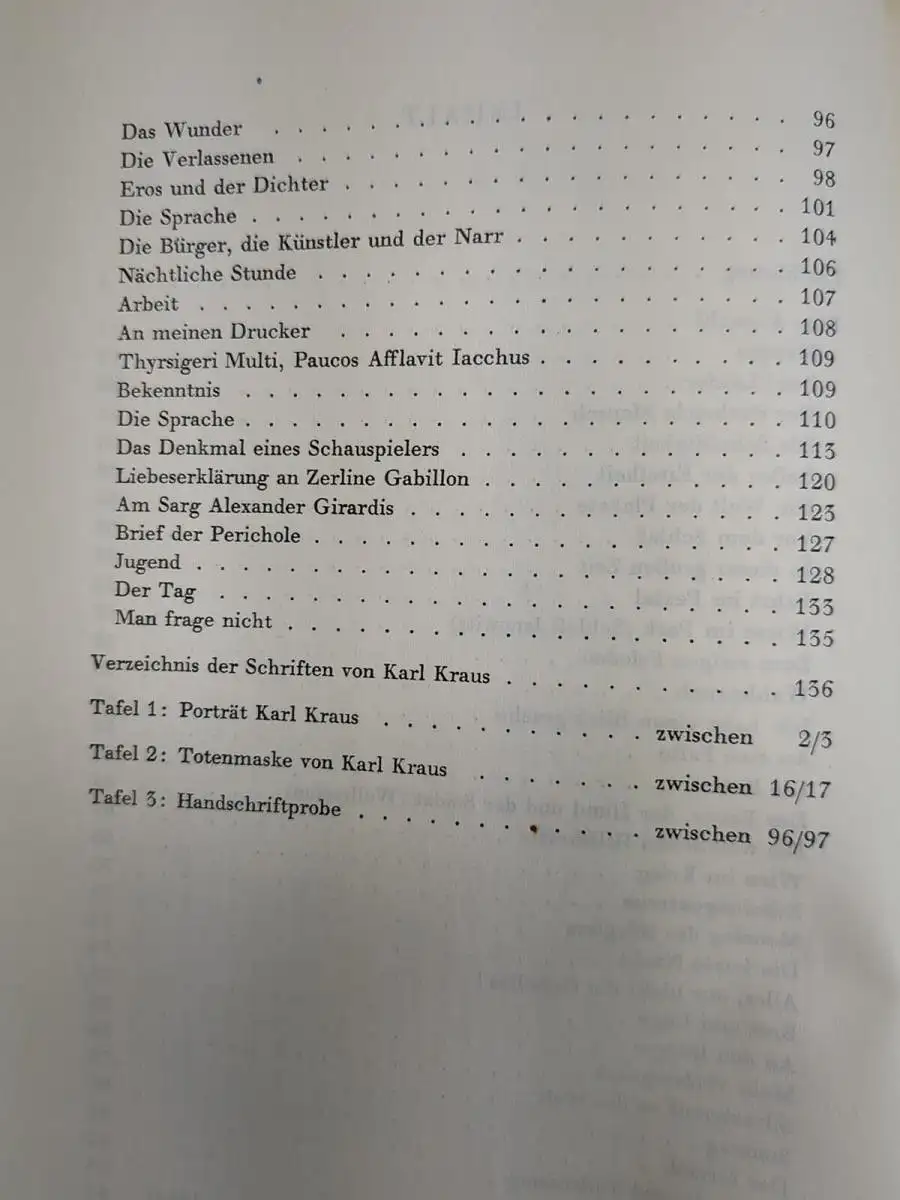 Das Wunder . . . . . . . . . . . . . . . . . . . . . . 96
Die Verlassenen . . . . . . . . . . . . . . . . . . . . . 97
Eros und der Dichter . . . . . . . . . . . . . . . . . . . 98
Die Sprache . . . . . . . . . . . . . . . . . . . . . . . 101
Die Bürger, die Künstler und der Narr . . . . . . . . . . . . 104
Nächtliche Stunde . . . . . . . . . . . . . . . . . . . . 106
Arbeit . . . . . . . . . . . . . . . . . . . . . . . . . 107
An meinen Drucker . . . . . . . . . . . . . . . . . . . 108
Thyrsigeri Multi, Paucos Afflavit Iacchus . . . . . . . . . . . 109
Bekenntnis . . . . . . . . . . . . . . . . . . . . . . . 109
Die Sprache . . . . . . . . . . . . . . . . . . . . . . . 110
Das Denkmal eines Schauspielers . . . . . . . . . . . . . . 113
Liebeserklärung an Zerline Gabillon . . . . . . . . . . . . . 120
Am Sarg Alexander Girardis . . . . . . . . . . . . . . . . 123
Brief der Perichole . . . . . . . . . . . . . . . . . . . . 127
Jugend . . . . . . . . . . . . . . . . . . . . . . . . . 128
Der Tag . . . . . . . . . . . . . . . . . . . . . . . . 133
Man frage nicht . . . . . . . . . . . . . . . . . . . . . 135
Verzeichnis der Schriften von Karl Kraus . . . . . . . . . . . . 136
Tafel 1: Porträt Karl Kraus . . . . . . . . . . . zwischen 2/3
Tafel 2: Totenmaske von Karl Kraus . . . . . . . zwischen 16/17
Tafel 3: Handschriftprobe . . . . . . . . . . . . zwischen 96/97